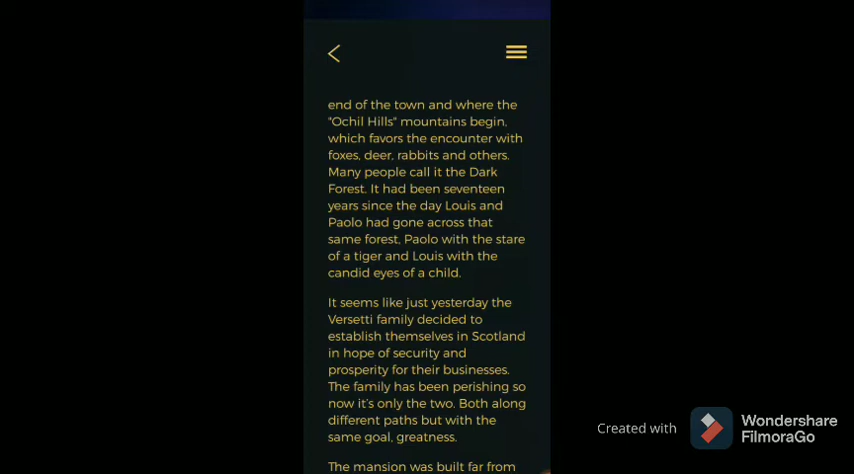 end of the town and where the
"Ochil Hills" mountains begin,
which favors the encounter with
foxes, deer, rabbits and others.
Many people call it the Dark
Forest. It had been seventeen
years since the day Louis and
Paolo had gone across that
same forest, Paolo with the stare
of a tiger and Louis with the
candid eyes of a child.
It seems like just yesterday the
Versetti family decided to
establish themselves in Scotland
in hope of security and
prosperity for their businesses.
The family has been perishing so
now it's only the two. Both along
different paths but with the
same goal, greatness.
The mansion was built far from
Created with
Wondershare
FilmoraGo